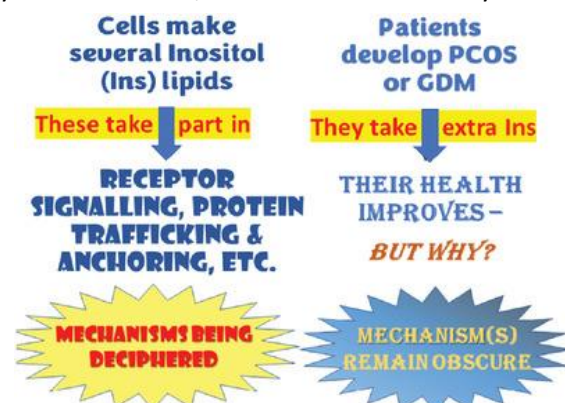 Cells make
several Inositol
(Ins) lipids
These take part in
RECEPTOR
SIGNALLING, PROTEIN
TRAFFICKING &
ANCHORING, ETC.
MECHANISMS BEING
DECIPHERED
Patients
develop PCOS
or GDM
They take extra Ins
THEIR HEALTH
IMPROVES –
BUT WHY?
MECHANISM(S)
REMAIN OBSCURE